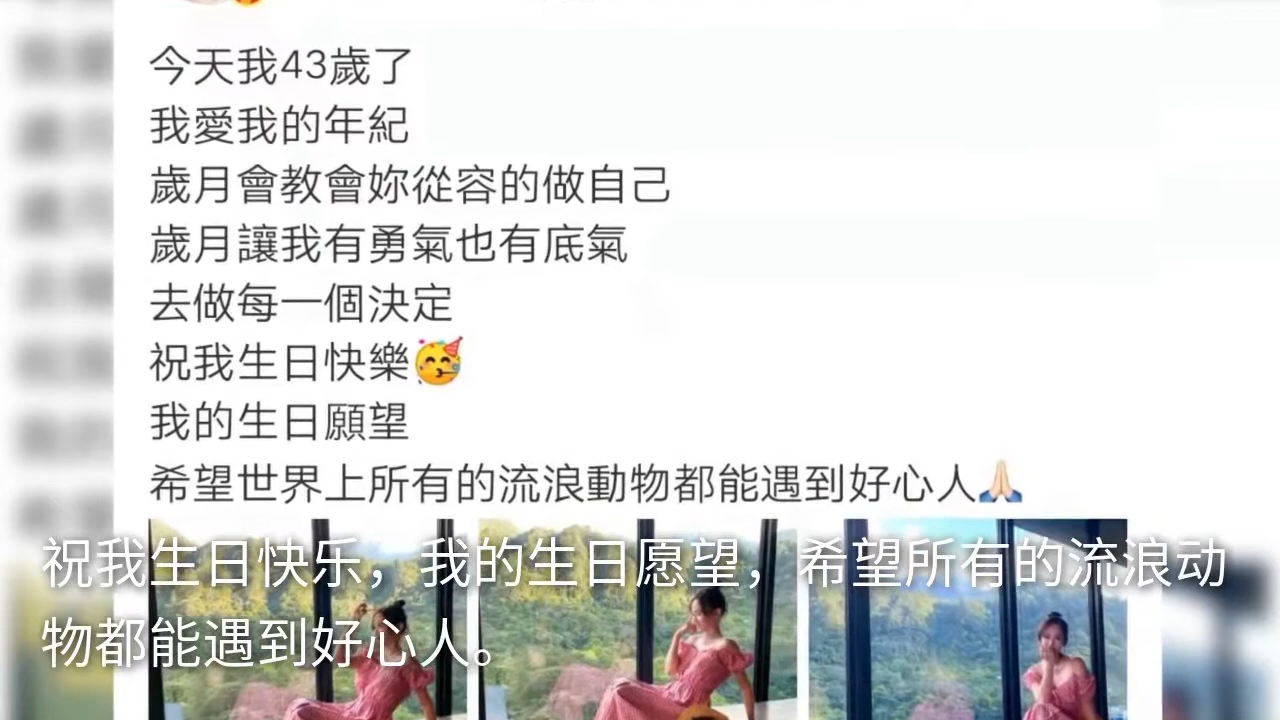 今天我43歲了
我愛我的年紀
歲月會教會妳從容的做自己
歲月讓我有勇氣也有底氣
去做每一個決定
祝我生日快樂🥳
我的生日願望
希望世界上所有的流浪動物都能遇到好心人🙏🏻
祝我生日快乐，我的生日愿望，希望所有的流浪动
物都能遇到好心人。